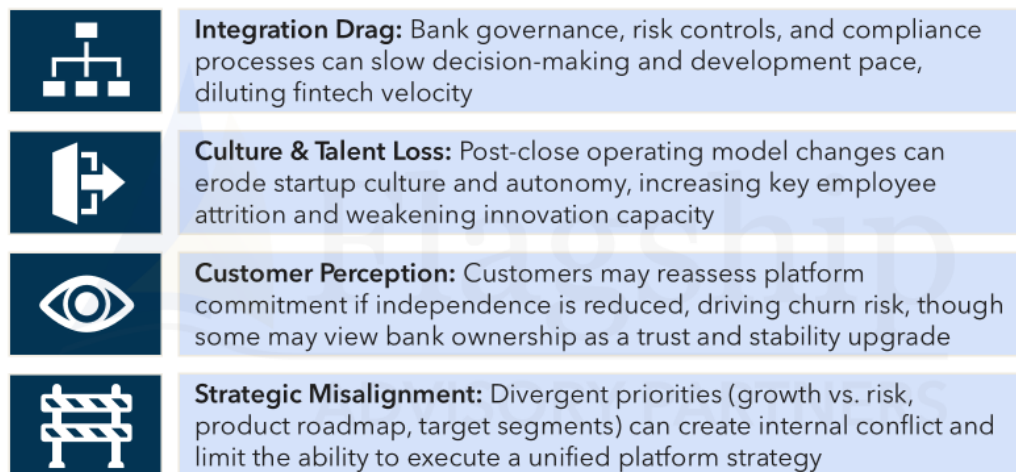 Integration Drag: Bank governance, risk controls, and compliance
processes can slow decision-making and development pace,
diluting fintech velocity
Culture & Talent Loss: Post-close operating model changes can
erode startup culture and autonomy, increasing key employee
attrition and weakening innovation capacity
Customer Perception: Customers may reassess platform
commitment if independence is reduced, driving churn risk, though
some may view bank ownership as a trust and stability upgrade
Strategic Misalignment: Divergent priorities (growth vs. risk,
product roadmap, target segments) can create internal conflict and
limit the ability to execute a unified platform strategy
Flagship
ADVISORY PARTNERS